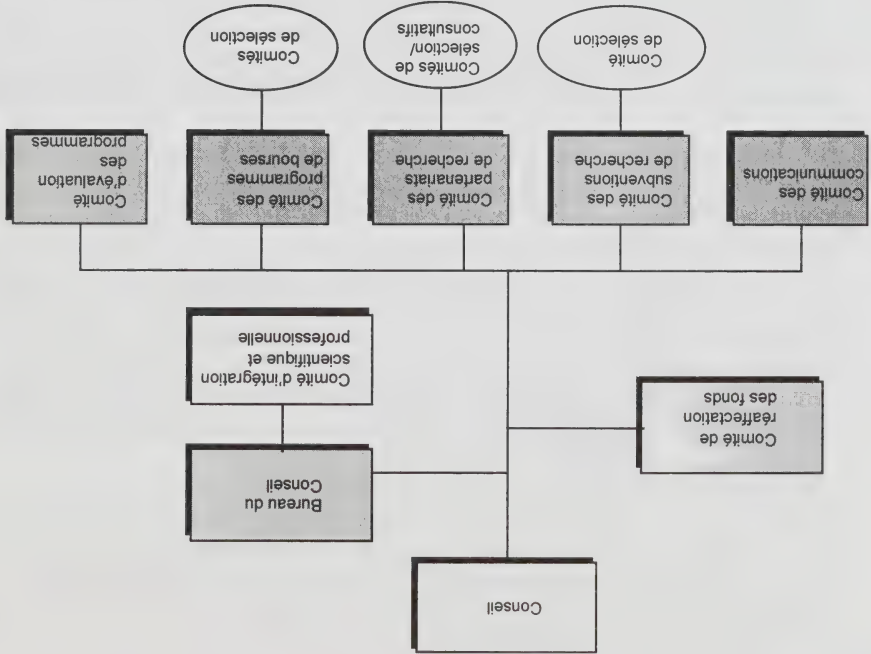 Conseil
Bureau du
Conseil
Comité de
réaffectation
des fonds
Comité d'intégration
scientifique et
professionnelle
Comité des
communications
Comité des
subventions
de recherche
Comité des
partenariats
de recherche
Comité des
programmes
de bourses
Comité
d'évaluation
des
programmes
Comité
de sélection
Comités de
sélection/
consultatifs
Comités
de sélection